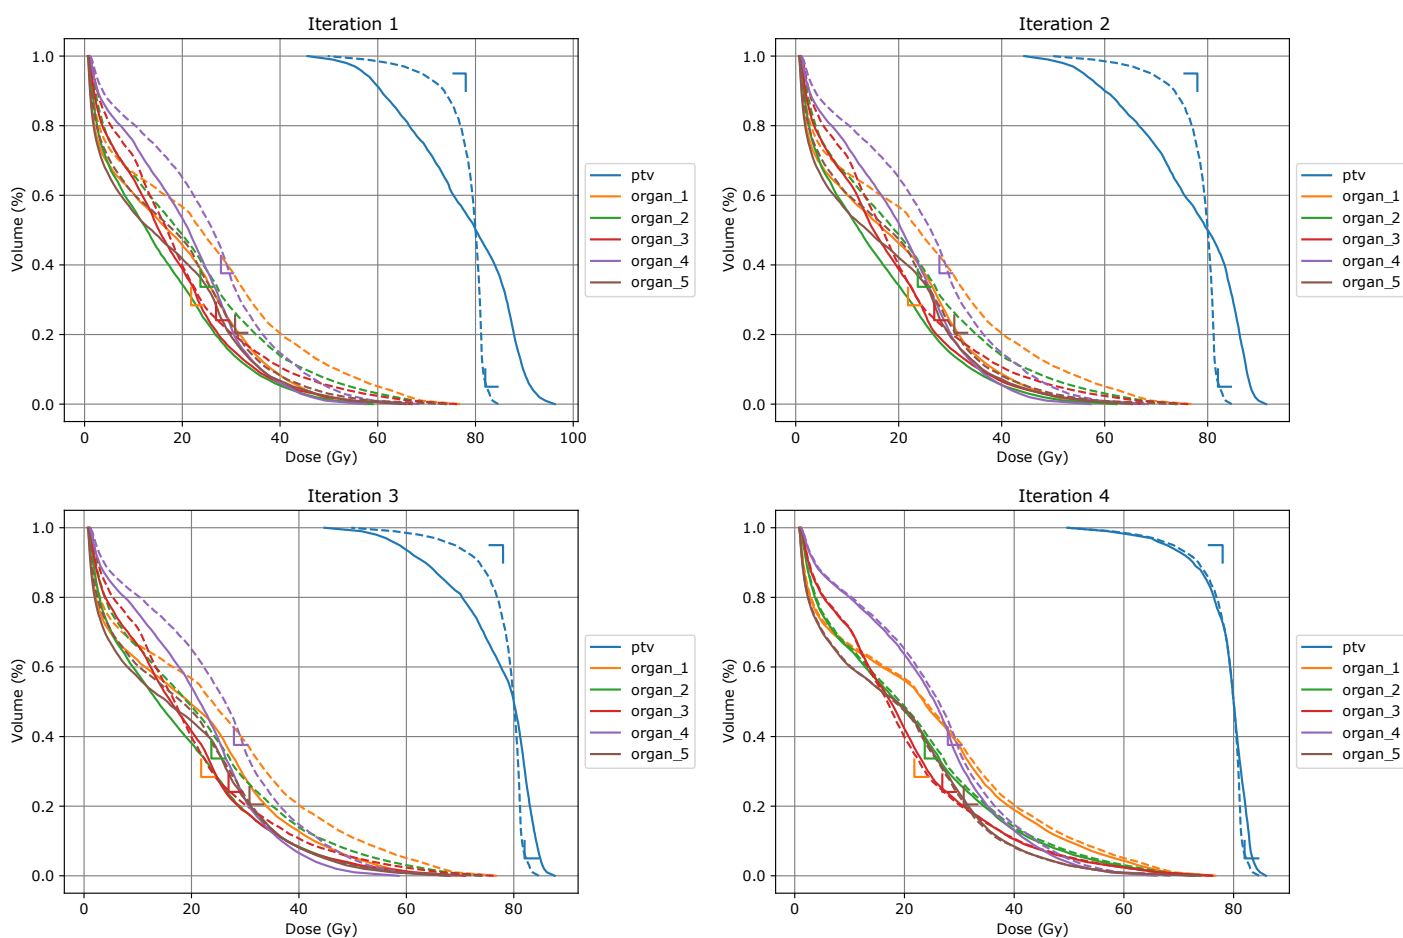 Iteration 1
Volume (%)
1.0
0.8
0.6
0.4
0.2
0.0
0
20
40
60
80
100
Dose (Gy)
ptv
organ_1
organ_2
organ_3
organ_4
organ_5
Iteration 2
Volume (%)
1.0
0.8
0.6
0.4
0.2
0.0
0
20
40
60
80
Dose (Gy)
ptv
organ_1
organ_2
organ_3
organ_4
organ_5
Iteration 3
Volume (%)
1.0
0.8
0.6
0.4
0.2
0.0
0
20
40
60
80
Dose (Gy)
ptv
organ_1
organ_2
organ_3
organ_4
organ_5
Iteration 4
Volume (%)
1.0
0.8
0.6
0.4
0.2
0.0
0
20
40
60
80
Dose (Gy)
ptv
organ_1
organ_2
organ_3
organ_4
organ_5